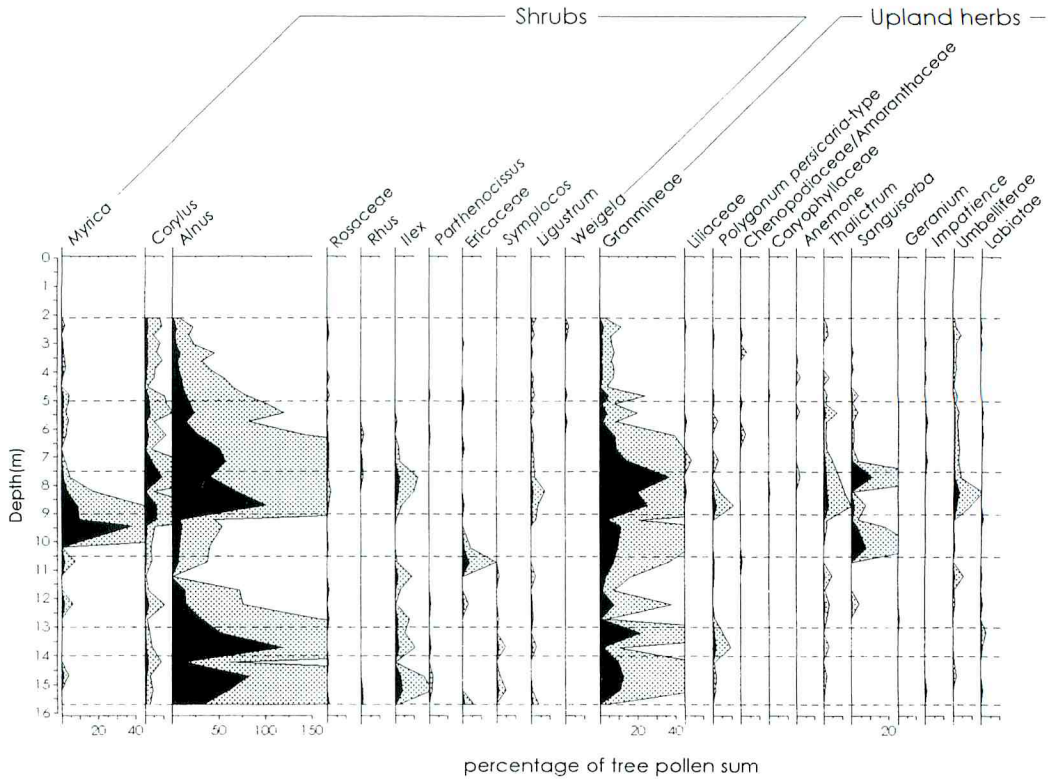 Shrubs
Upland herbs
Myrica
Corylus
Alnus
Rosaceae
Rhus
Ilex
Parthenocissus
Ericaceae
Symplocos
Ligustrum
Weigela
Grammineae
Liliaceae
Polygonum persicaria-type
Chenopodiaceae/Amaranthaceae
Caryophyllaceae
Anemone
Thalictrum
Sanguisorba
Geranium
Impatience
Umbelliferae
Labiatae
Depth(m)
0
1
2
3
4
5
6
7
8
9
10
11
12
13
14
15
16
20 40 50 100 150 20 40 20
percentage of tree pollen sum